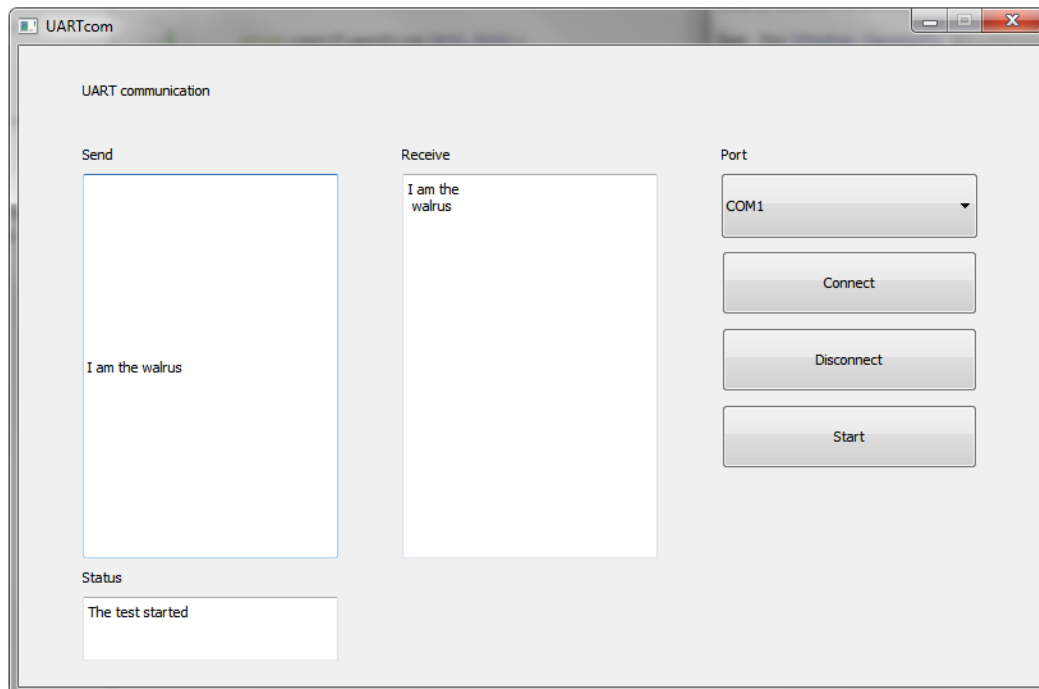 UARTcom
UART communication
Send
Receive
Port
I am the walrus
I am the
walrus
COM1
Connect
Disconnect
Start
Status
The test started